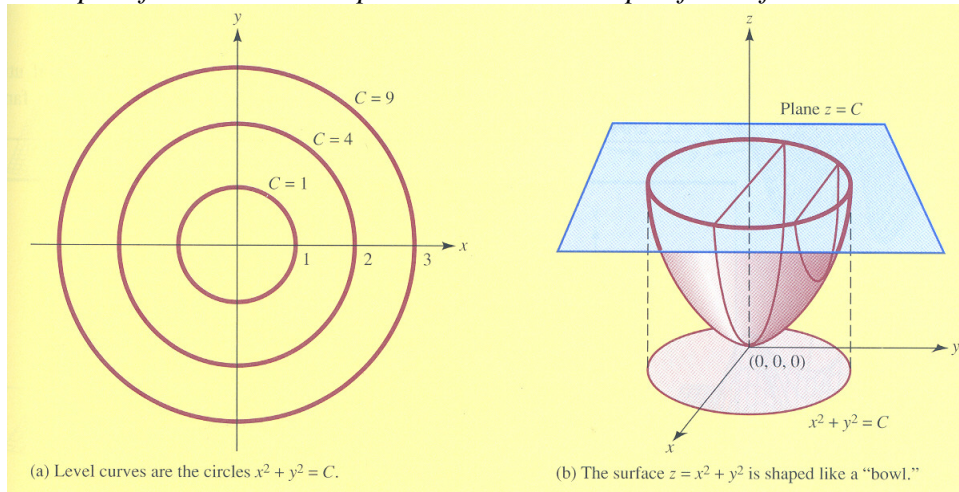 y
C = 9
C = 4
C = 1
x
1
2
3
(a) Level curves are the circles x² + y² = C.
z
Plane z = C
(0, 0, 0)
y
x² + y² = C
x
(b) The surface z = x² + y² is shaped like a “bowl.”